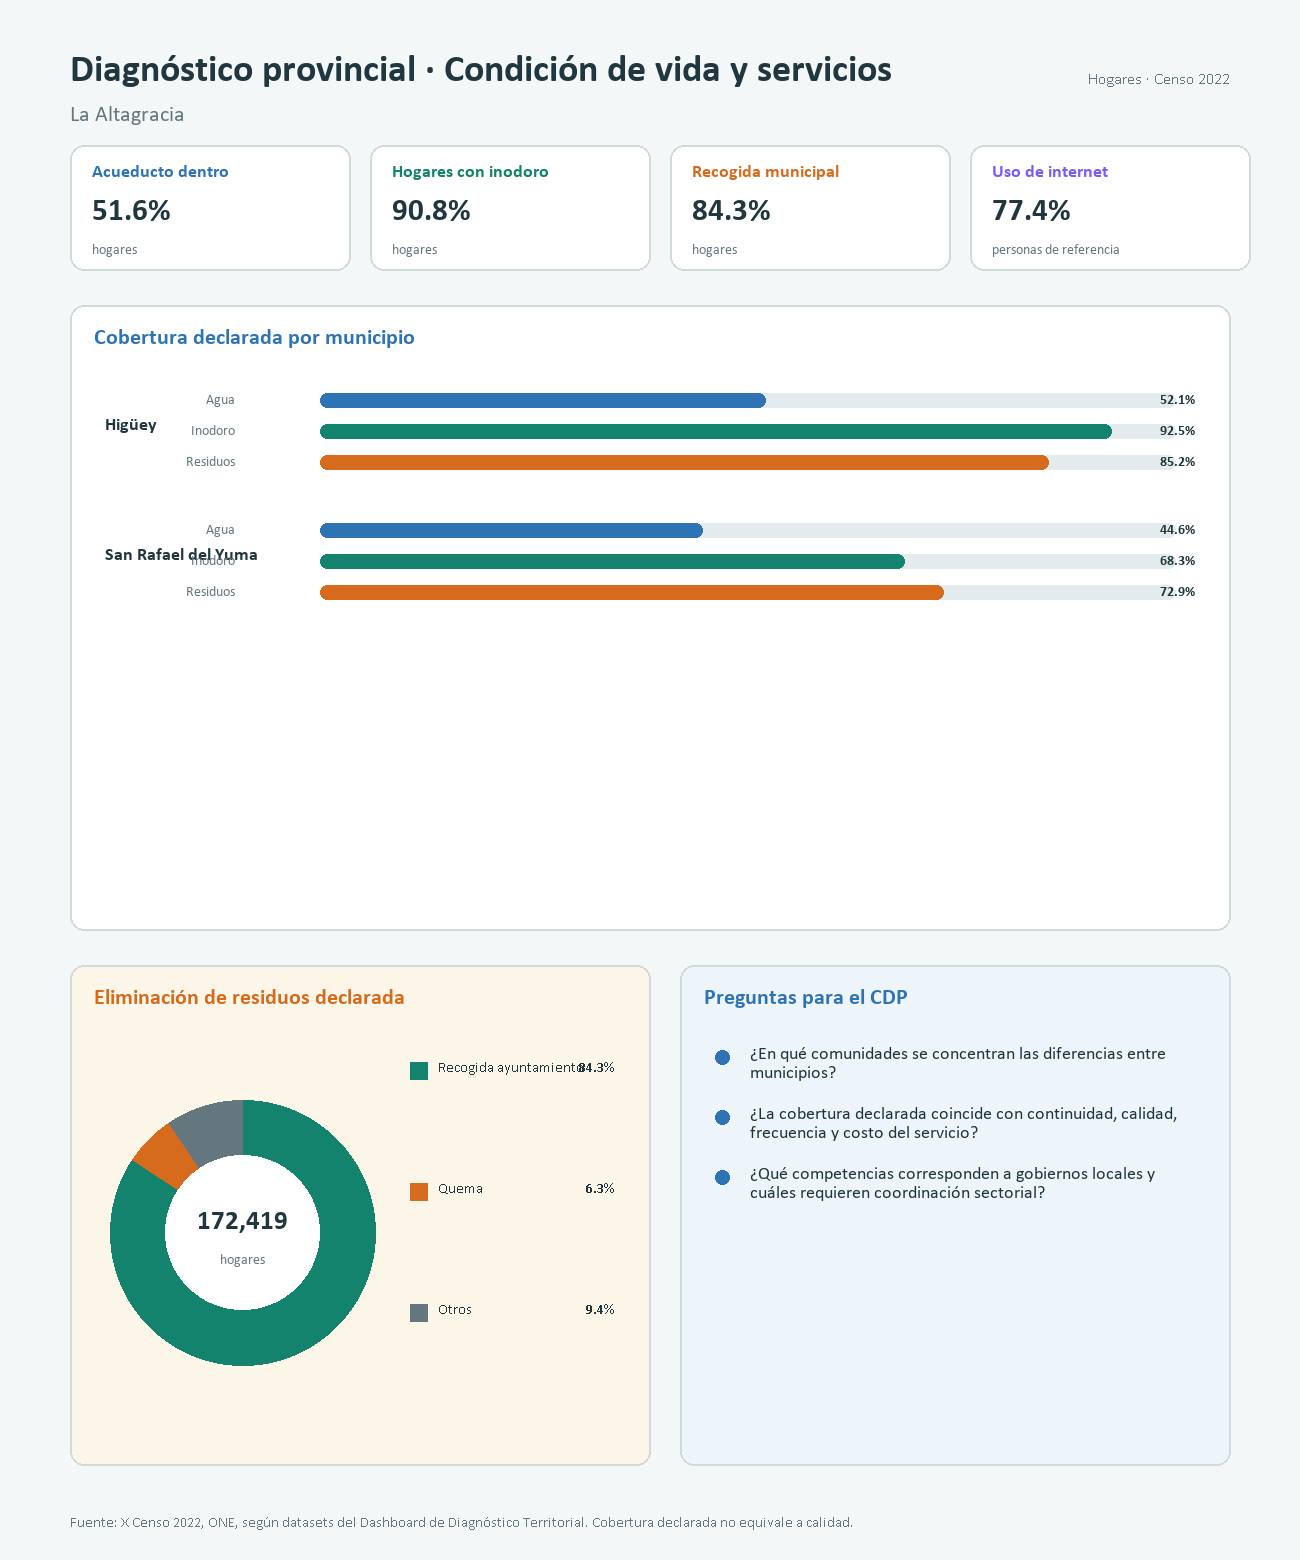 Diagnóstico provincial · Condición de vida y servicios
Hogares · Censo 2022
La Altagracia
Acueducto dentro
51.6%
hogares
Hogares con inodoro
90.8%
hogares
Recogida municipal
84.3%
hogares
Uso de internet
77.4%
personas de referencia
Cobertura declarada por municipio
Higüey
Agua
52.1%
Inodoro
92.5%
Residuos
85.2%
San Rafael del Yuma
Agua
44.6%
Inodoro
68.3%
Residuos
72.9%
Eliminación de residuos declarada
Recogida ayuntamiento
84.3%
Quema
6.3%
Otros
9.4%
172,419
hogares
Preguntas para el CDP
¿En qué comunidades se concentran las diferencias entre
municipios?
¿La cobertura declarada coincide con continuidad, calidad,
frecuencia y costo del servicio?
¿Qué competencias corresponden a gobiernos locales y
cuáles requieren coordinación sectorial?
Fuente: X Censo 2022, ONE, según datasets del Dashboard de Diagnóstico Territorial. Cobertura declarada no equivale a calidad.